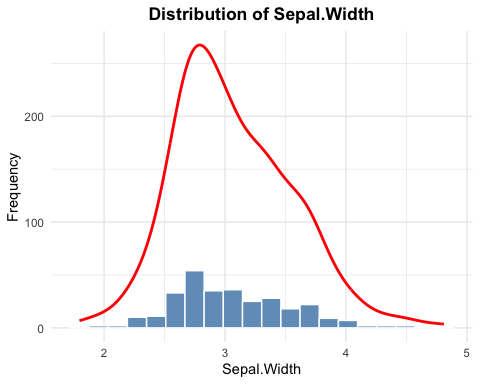 Distribution of Sepal.Width
Frequency
200
100
0
2 3 4 5
Sepal.Width